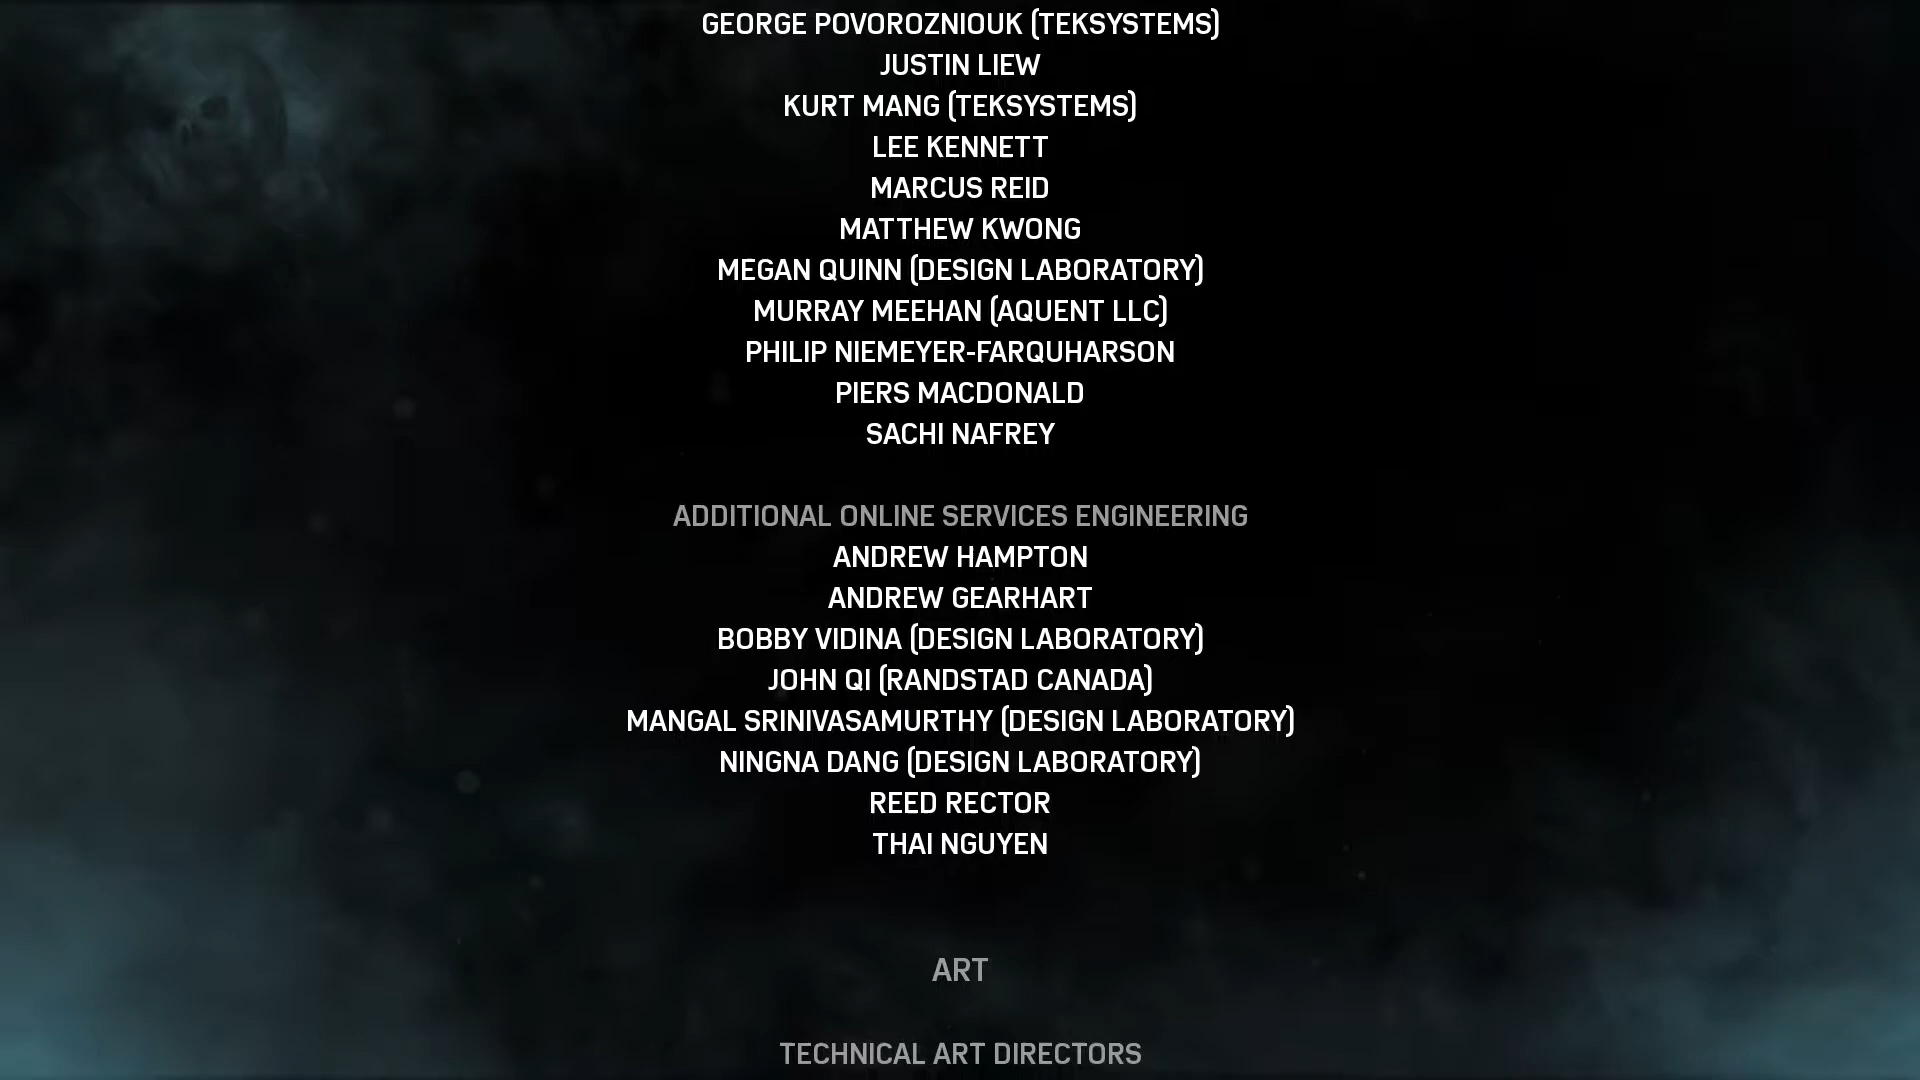 GEORGE POVOROZNIOUK (TEKSYSTEMS)
JUSTIN LIEW
KURT MANG (TEKSYSTEMS)
LEE KENNETT
MARCUS REID
MATTHEW KWONG
MEGAN QUINN (DESIGN LABORATORY)
MURRAY MEEHAN (AQUENT LLC)
PHILIP NIEMEYER-FARQUHARSON
PIERS MACDONALD
SACHI NAFREY
ADDITIONAL ONLINE SERVICES ENGINEERING
ANDREW HAMPTON
ANDREW GEARHART
BOBBY VIDINA (DESIGN LABORATORY)
JOHN QI (RANDSTAD CANADA)
MANGAL SRINIVASAMURTHY (DESIGN LABORATORY)
NINGNA DANG (DESIGN LABORATORY)
REED RECTOR
THAI NGUYEN
ART
TECHNICAL ART DIRECTORS